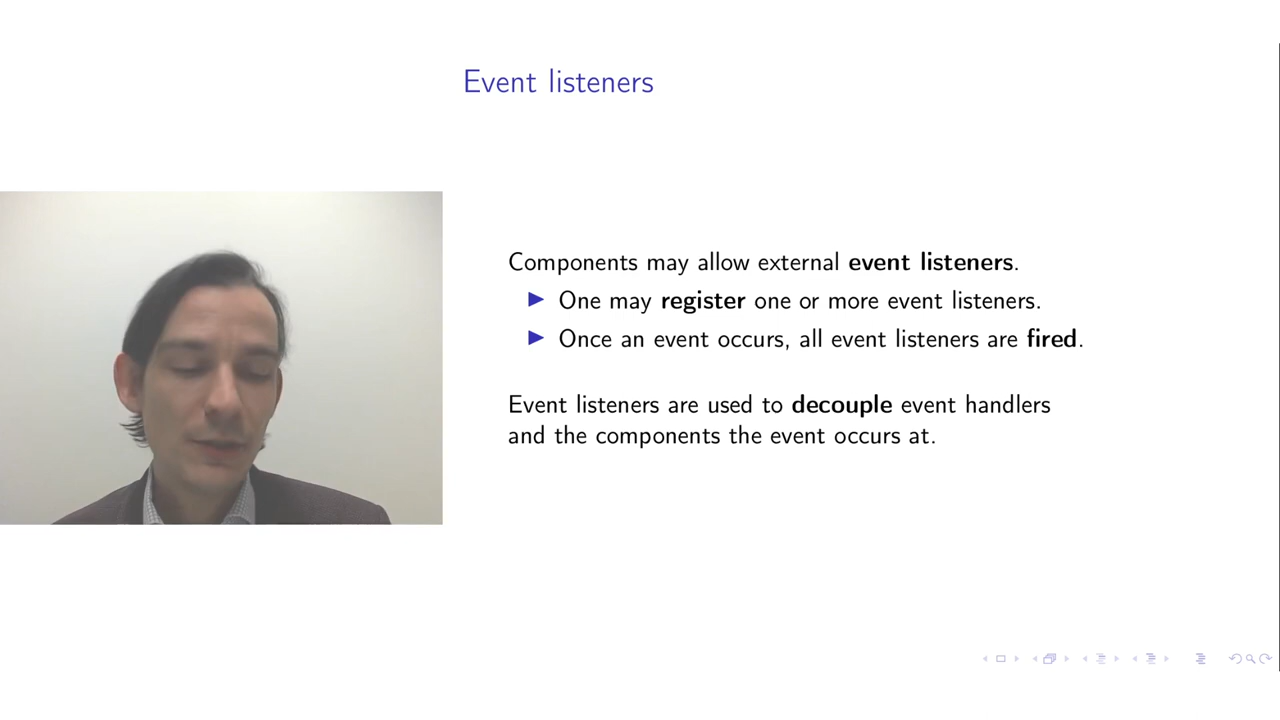 Event listeners
Components may allow external event listeners.
One may register one or more event listeners.
Once an event occurs, all event listeners are fired.
Event listeners are used to decouple event handlers
and the components the event occurs at.